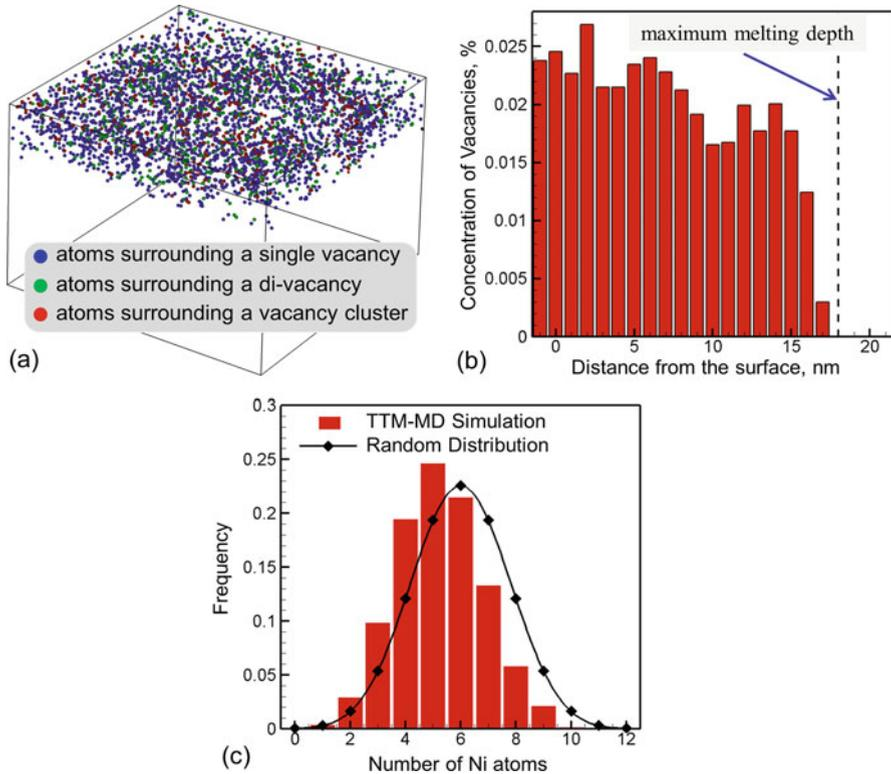 atoms surrounding a single vacancy
atoms surrounding a di-vacancy
atoms surrounding a vacancy cluster
(a)
maximum melting depth
Concentration of Vacancies, %
0.025
0.02
0.015
0.01
0.005
0
0 5 10 15 20
Distance from the surface, nm
(b)
TTM-MD Simulation
Random Distribution
Frequency
0.3
0.25
0.2
0.15
0.1
0.05
0
0 2 4 6 8 10 12
Number of Ni atoms
(c)